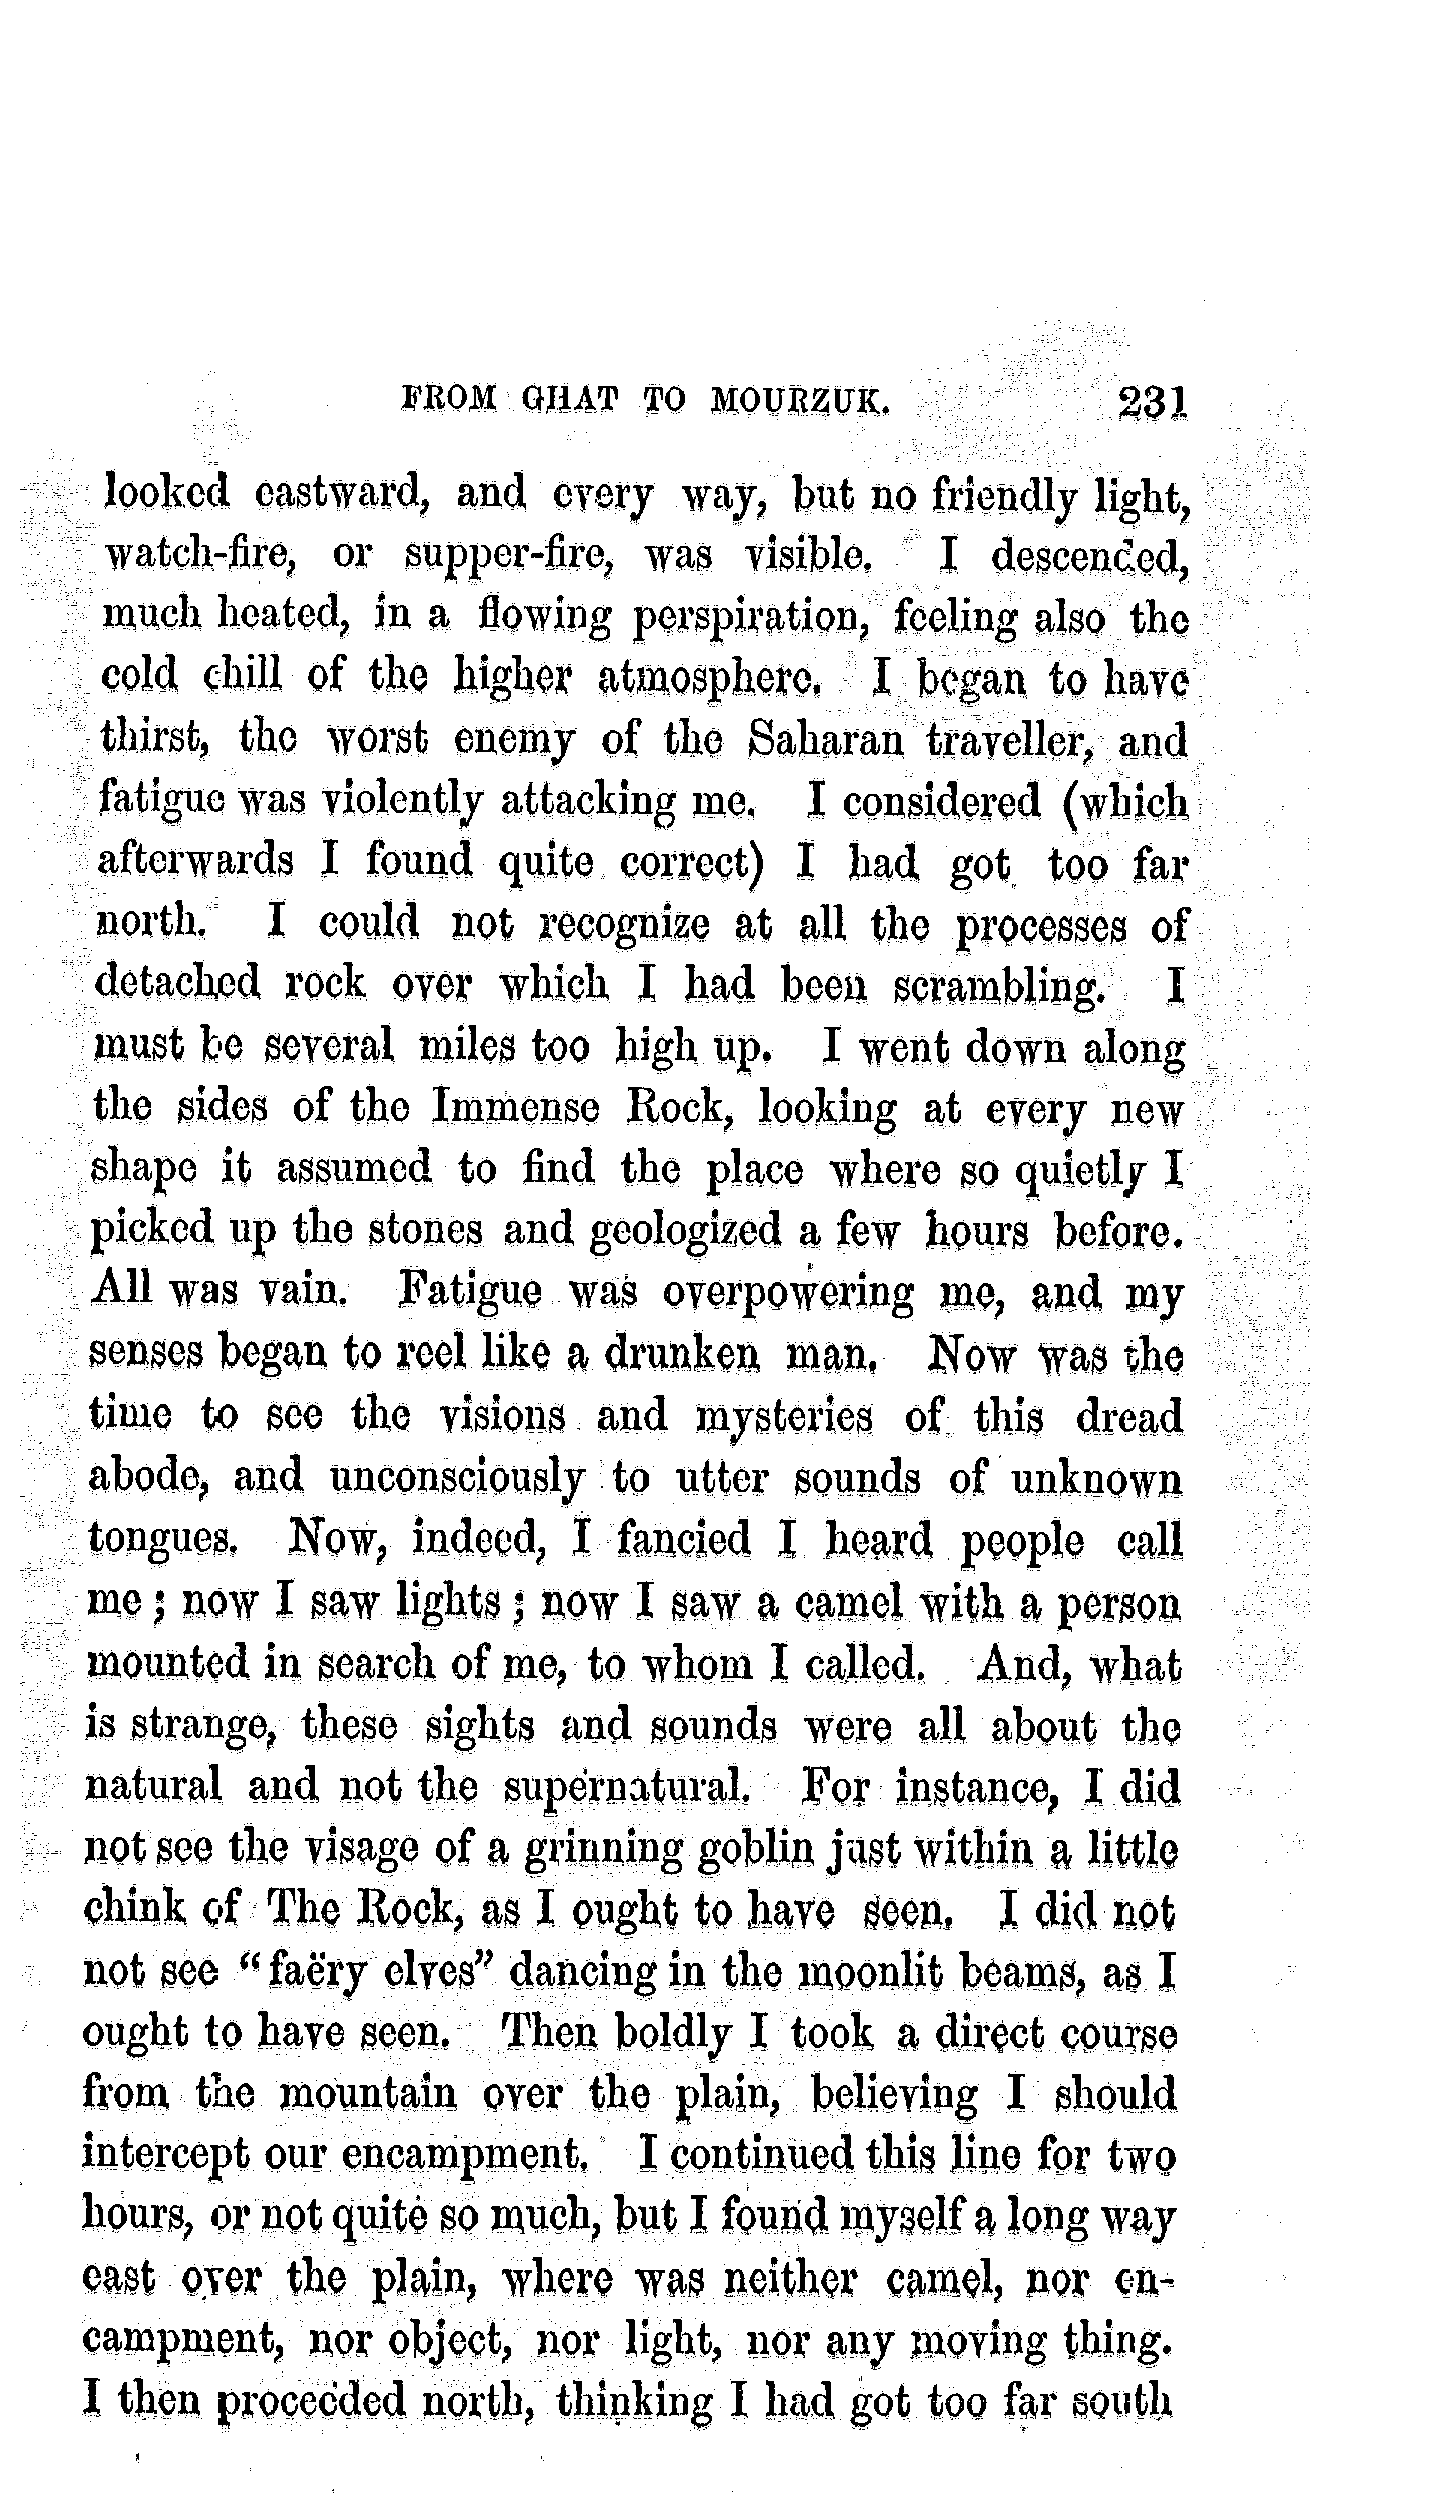 FROM GHAT TO MOURZUK. 231
looked eastward, and every way, but no friendly light,
watch-fire, or supper-fire, was visible. I descended,
much heated, in a flowing perspiration, feeling also the
cold chill of the higher atmosphere. I began to have
thirst, the worst enemy of the Saharan traveller, and
fatigue was violently attacking me. I considered (which
afterwards I found quite correct) I had got too far
north. I could not recognize at all the processes of
detached rock over which I had been scrambling. I
must be several miles too high up. I went down along
the sides of the Immense Rock, looking at every new
shape it assumed to find the place where so quietly I
picked up the stones and geologized a few hours before.
All was vain. Fatigue was overpowering me, and my
senses began to reel like a drunken man. Now was the
time to see the visions and mysteries of this dread
abode, and unconsciously to utter sounds of unknown
tongues. Now, indeed, I fancied I heard people call
me; now I saw lights; now I saw a camel with a person
mounted in search of me, to whom I called. And, what
is strange, these sights and sounds were all about the
natural and not the supernatural. For instance, I did
not see the visage of a grinning goblin just within a little
chink of The Rock, as I ought to have seen. I did not
not see "faëry elves" dancing in the moonlit beams, as I
ought to have seen. Then boldly I took a direct course
from the mountain over the plain, believing I should
intercept our encampment. I continued this line for two
hours, or not quite so much, but I found myself a long way
east over the plain, where was neither camel, nor en-
campment, nor object, nor light, nor any moving thing.
I then proceeded north, thinking I had got too far south